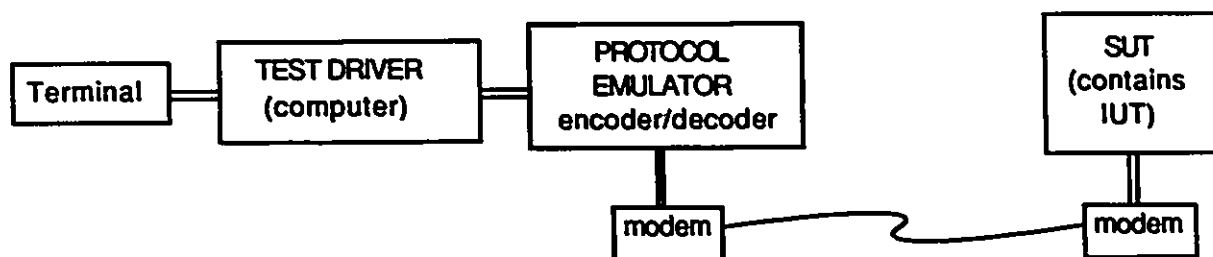 Terminal
TEST DRIVER
(computer)
PROTOCOL
EMULATOR
encoder/decoder
SUT
(contains
IUT)
modem
modem